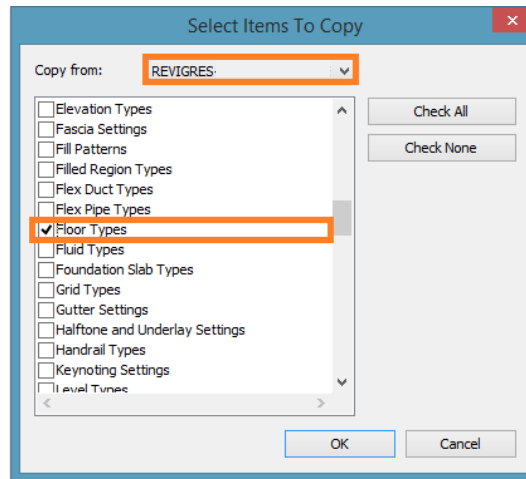 Select Items To Copy
Copy from: REVIGRES
Elevation Types
Fascia Settings
Fill Patterns
Filled Region Types
Flex Duct Types
Flex Pipe Types
Floor Types
Fluid Types
Foundation Slab Types
Grid Types
Gutter Settings
Halftone and Underlay Settings
Handrail Types
Keynoting Settings
Level Types
Check All
Check None
OK
Cancel